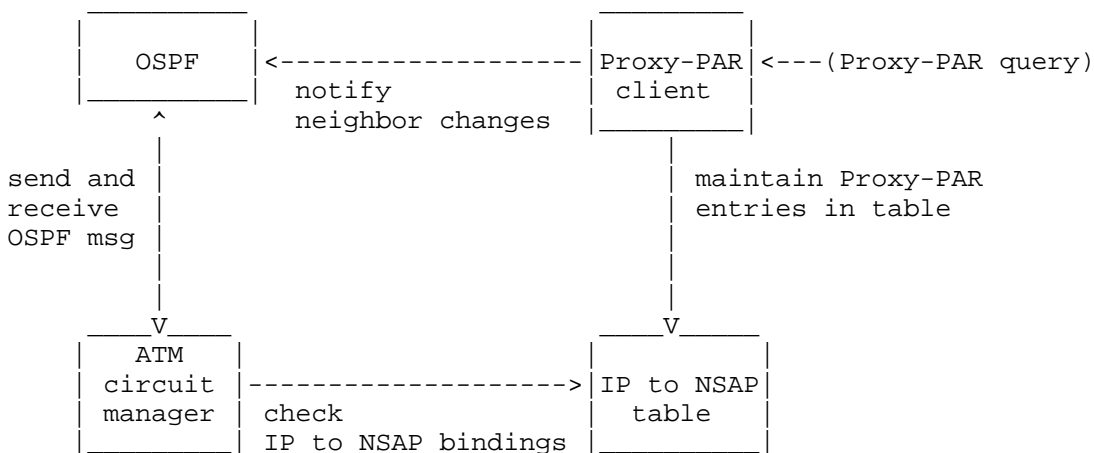 OSPF <-------------------- Proxy-PAR <---(Proxy-PAR query)
notify client
neighbor changes
send and maintain Proxy-PAR
receive entries in table
OSPF msg
ATM
circuit --------------------> IP to NSAP
manager check table
IP to NSAP bindings